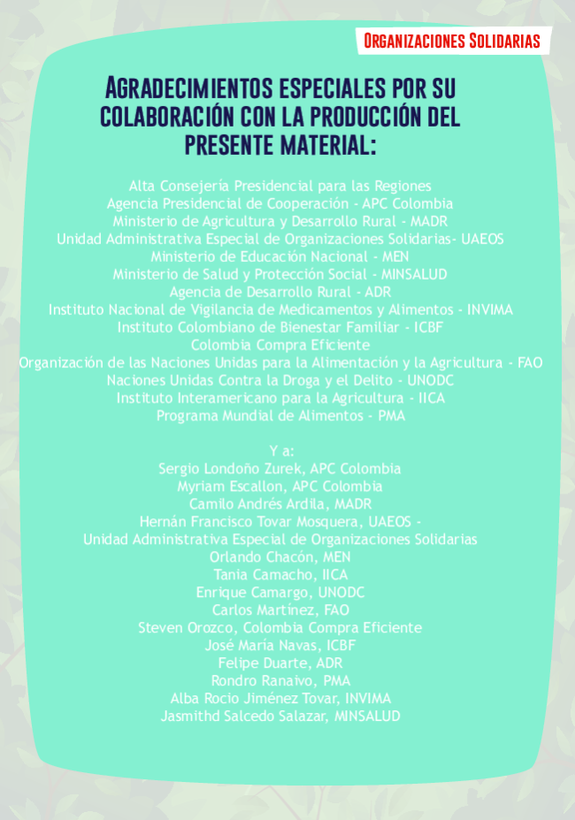 Organizaciones Solidarias
Agradecimientos especiales por su
colaboración con la producción del
presente material:
Alta Consejería Presidencial para las Regiones
Agencia Presidencial de Cooperación - APC Colombia
Ministerio de Agricultura y Desarrollo Rural - MADR
Unidad Administrativa Especial de Organizaciones Solidarias- UAEOS
Ministerio de Educación Nacional - MEN
Ministerio de Salud y Protección Social - MINSALUD
Agencia de Desarrollo Rural - ADR
Instituto Nacional de Vigilancia de Medicamentos y Alimentos - INVIMA
Instituto Colombiano de Bienestar Familiar - ICBF
Colombia Compra Eficiente
Organización de las Naciones Unidas para la Alimentación y la Agricultura - FAO
Naciones Unidas Contra la Droga y el Delito - UNODC
Instituto Interamericano para la Agricultura - IICA
Programa Mundial de Alimentos - PMA
Y a:
Sergio Londoño Zurek, APC Colombia
Myriam Escallon, APC Colombia
Camilo Andrés Ardila, MADR
Hernán Francisco Tovar Mosquera, UAEOS -
Unidad Administrativa Especial de Organizaciones Solidarias
Orlando Chacón, MEN
Tania Camacho, IICA
Enrique Camargo, UNODC
Carlos Martínez, FAO
Steven Orozco, Colombia Compra Eficiente
José María Navas, ICBF
Felipe Duarte, ADR
Rondro Ranaivo, PMA
Alba Rocio Jiménez Tovar, INVIMA
Jasmithd Salcedo Salazar, MINSALUD